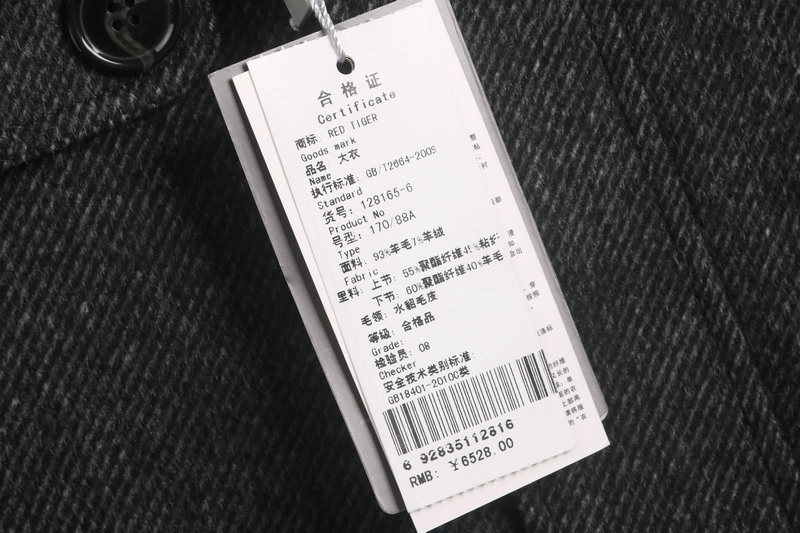 合格证
Certificate
商标: RED TIGER
Goods mark
品名: 大衣
Name
执行标准: GB/T2664-2009
Standard
货号: 128165-6
Product No
号型: 170/88A
Type
面料: 93%羊毛7%羊绒
Fabric
里料: 上节: 55%聚酯纤维45%粘纤
下节: 60%聚酯纤维40%羊毛
毛领: 水貂毛皮
等级: 合格品
Grade:
检验员: 08
Checker
安全技术类别标准:
GB18401-2010C类
6 92835112816
RMB: ¥6528.00